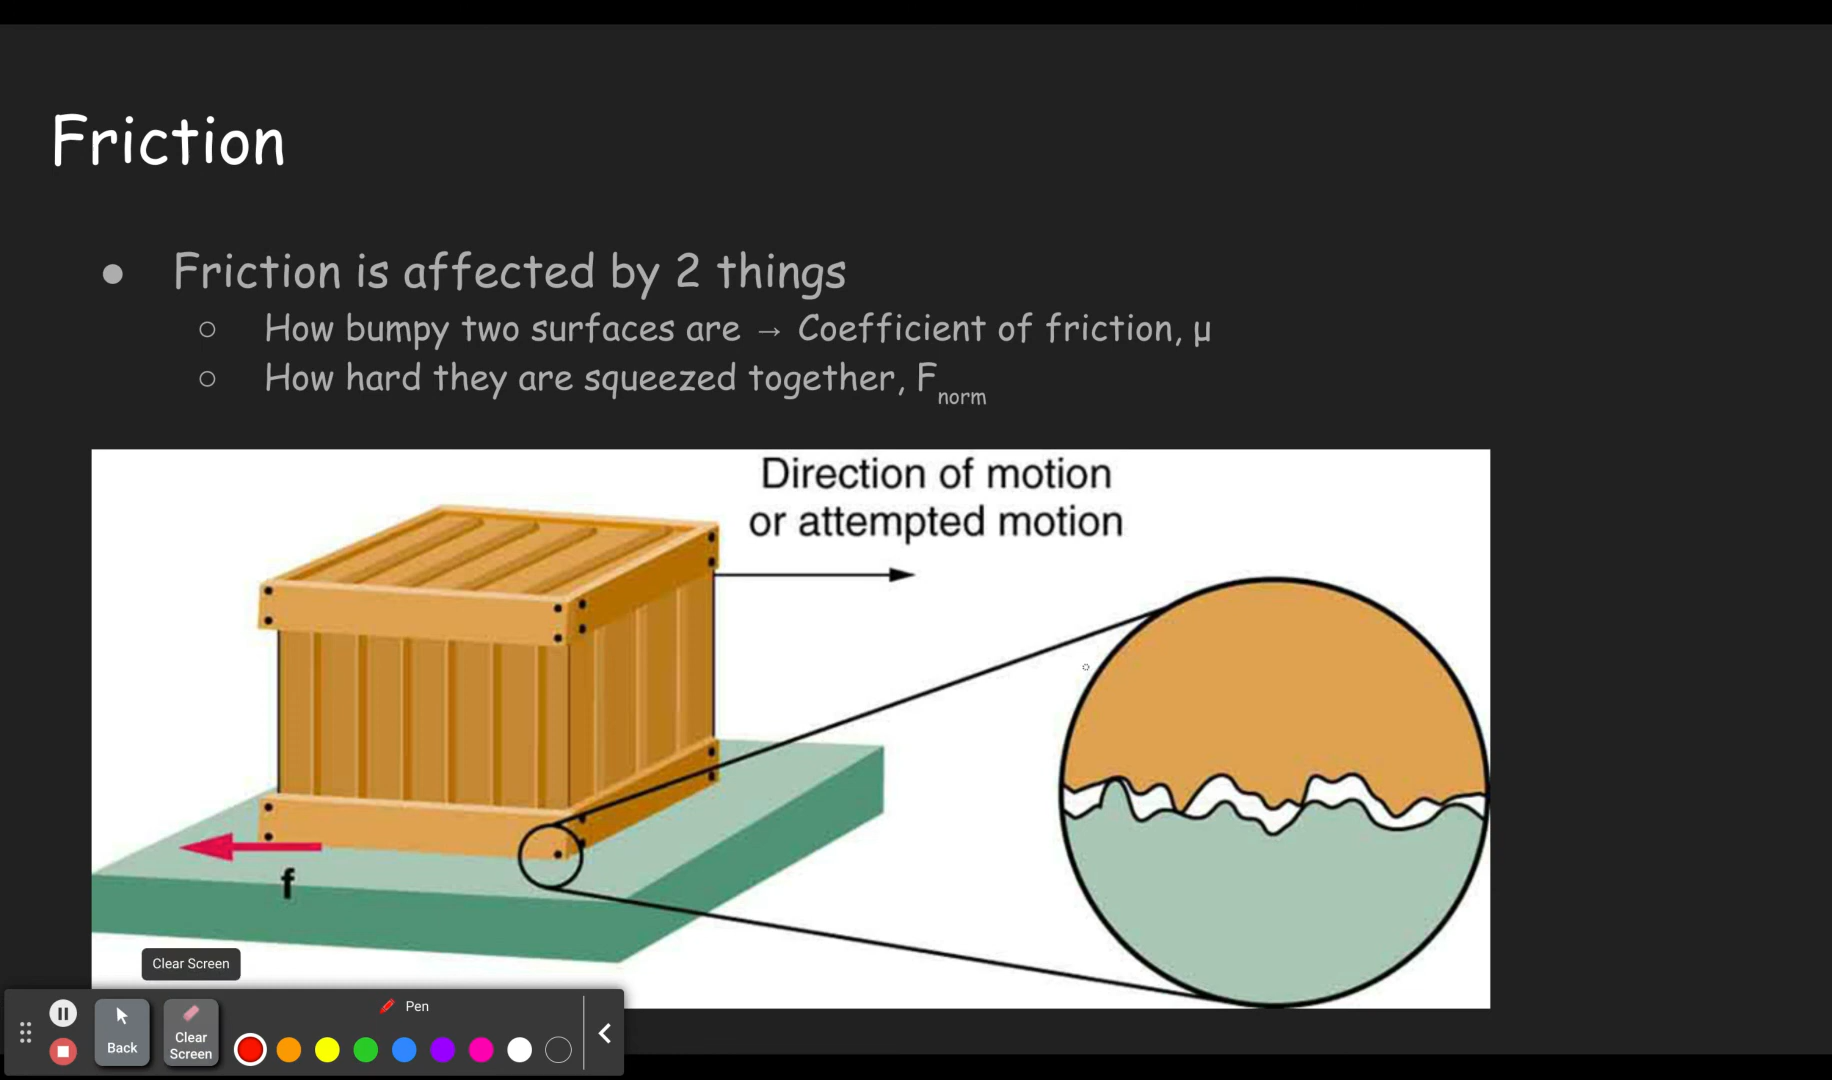 Friction
● Friction is affected by 2 things
○ How bumpy two surfaces are → Coefficient of friction, μ
○ How hard they are squeezed together, Fnorm
Direction of motion
or attempted motion
f
Clear Screen
Pen
Back
Clear
Screen